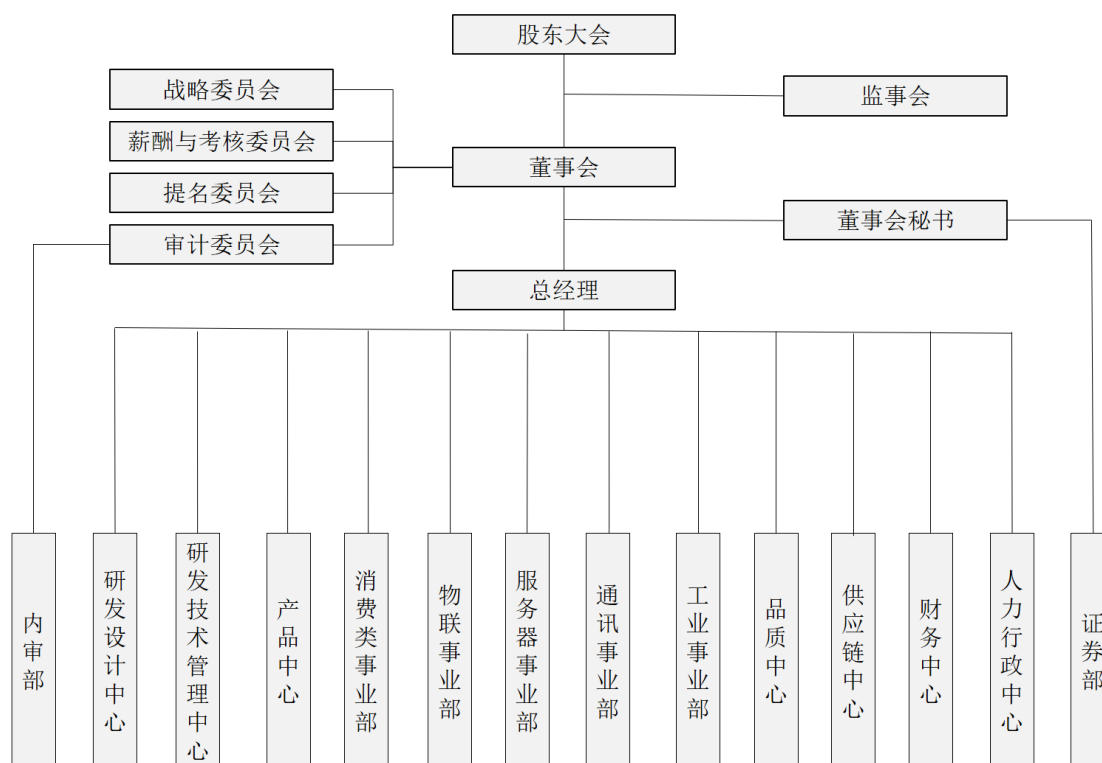 股东大会
战略委员会
监事会
薪酬与考核委员会
董事会
提名委员会
董事会秘书
审计委员会
总经理
内审部
研发设计中心
研发技术管理中心
产品中心
消费类事业部
物联事业部
服务器事业部
通讯事业部
工业事业部
品质中心
供应链中心
财务中心
人力行政中心
证券部